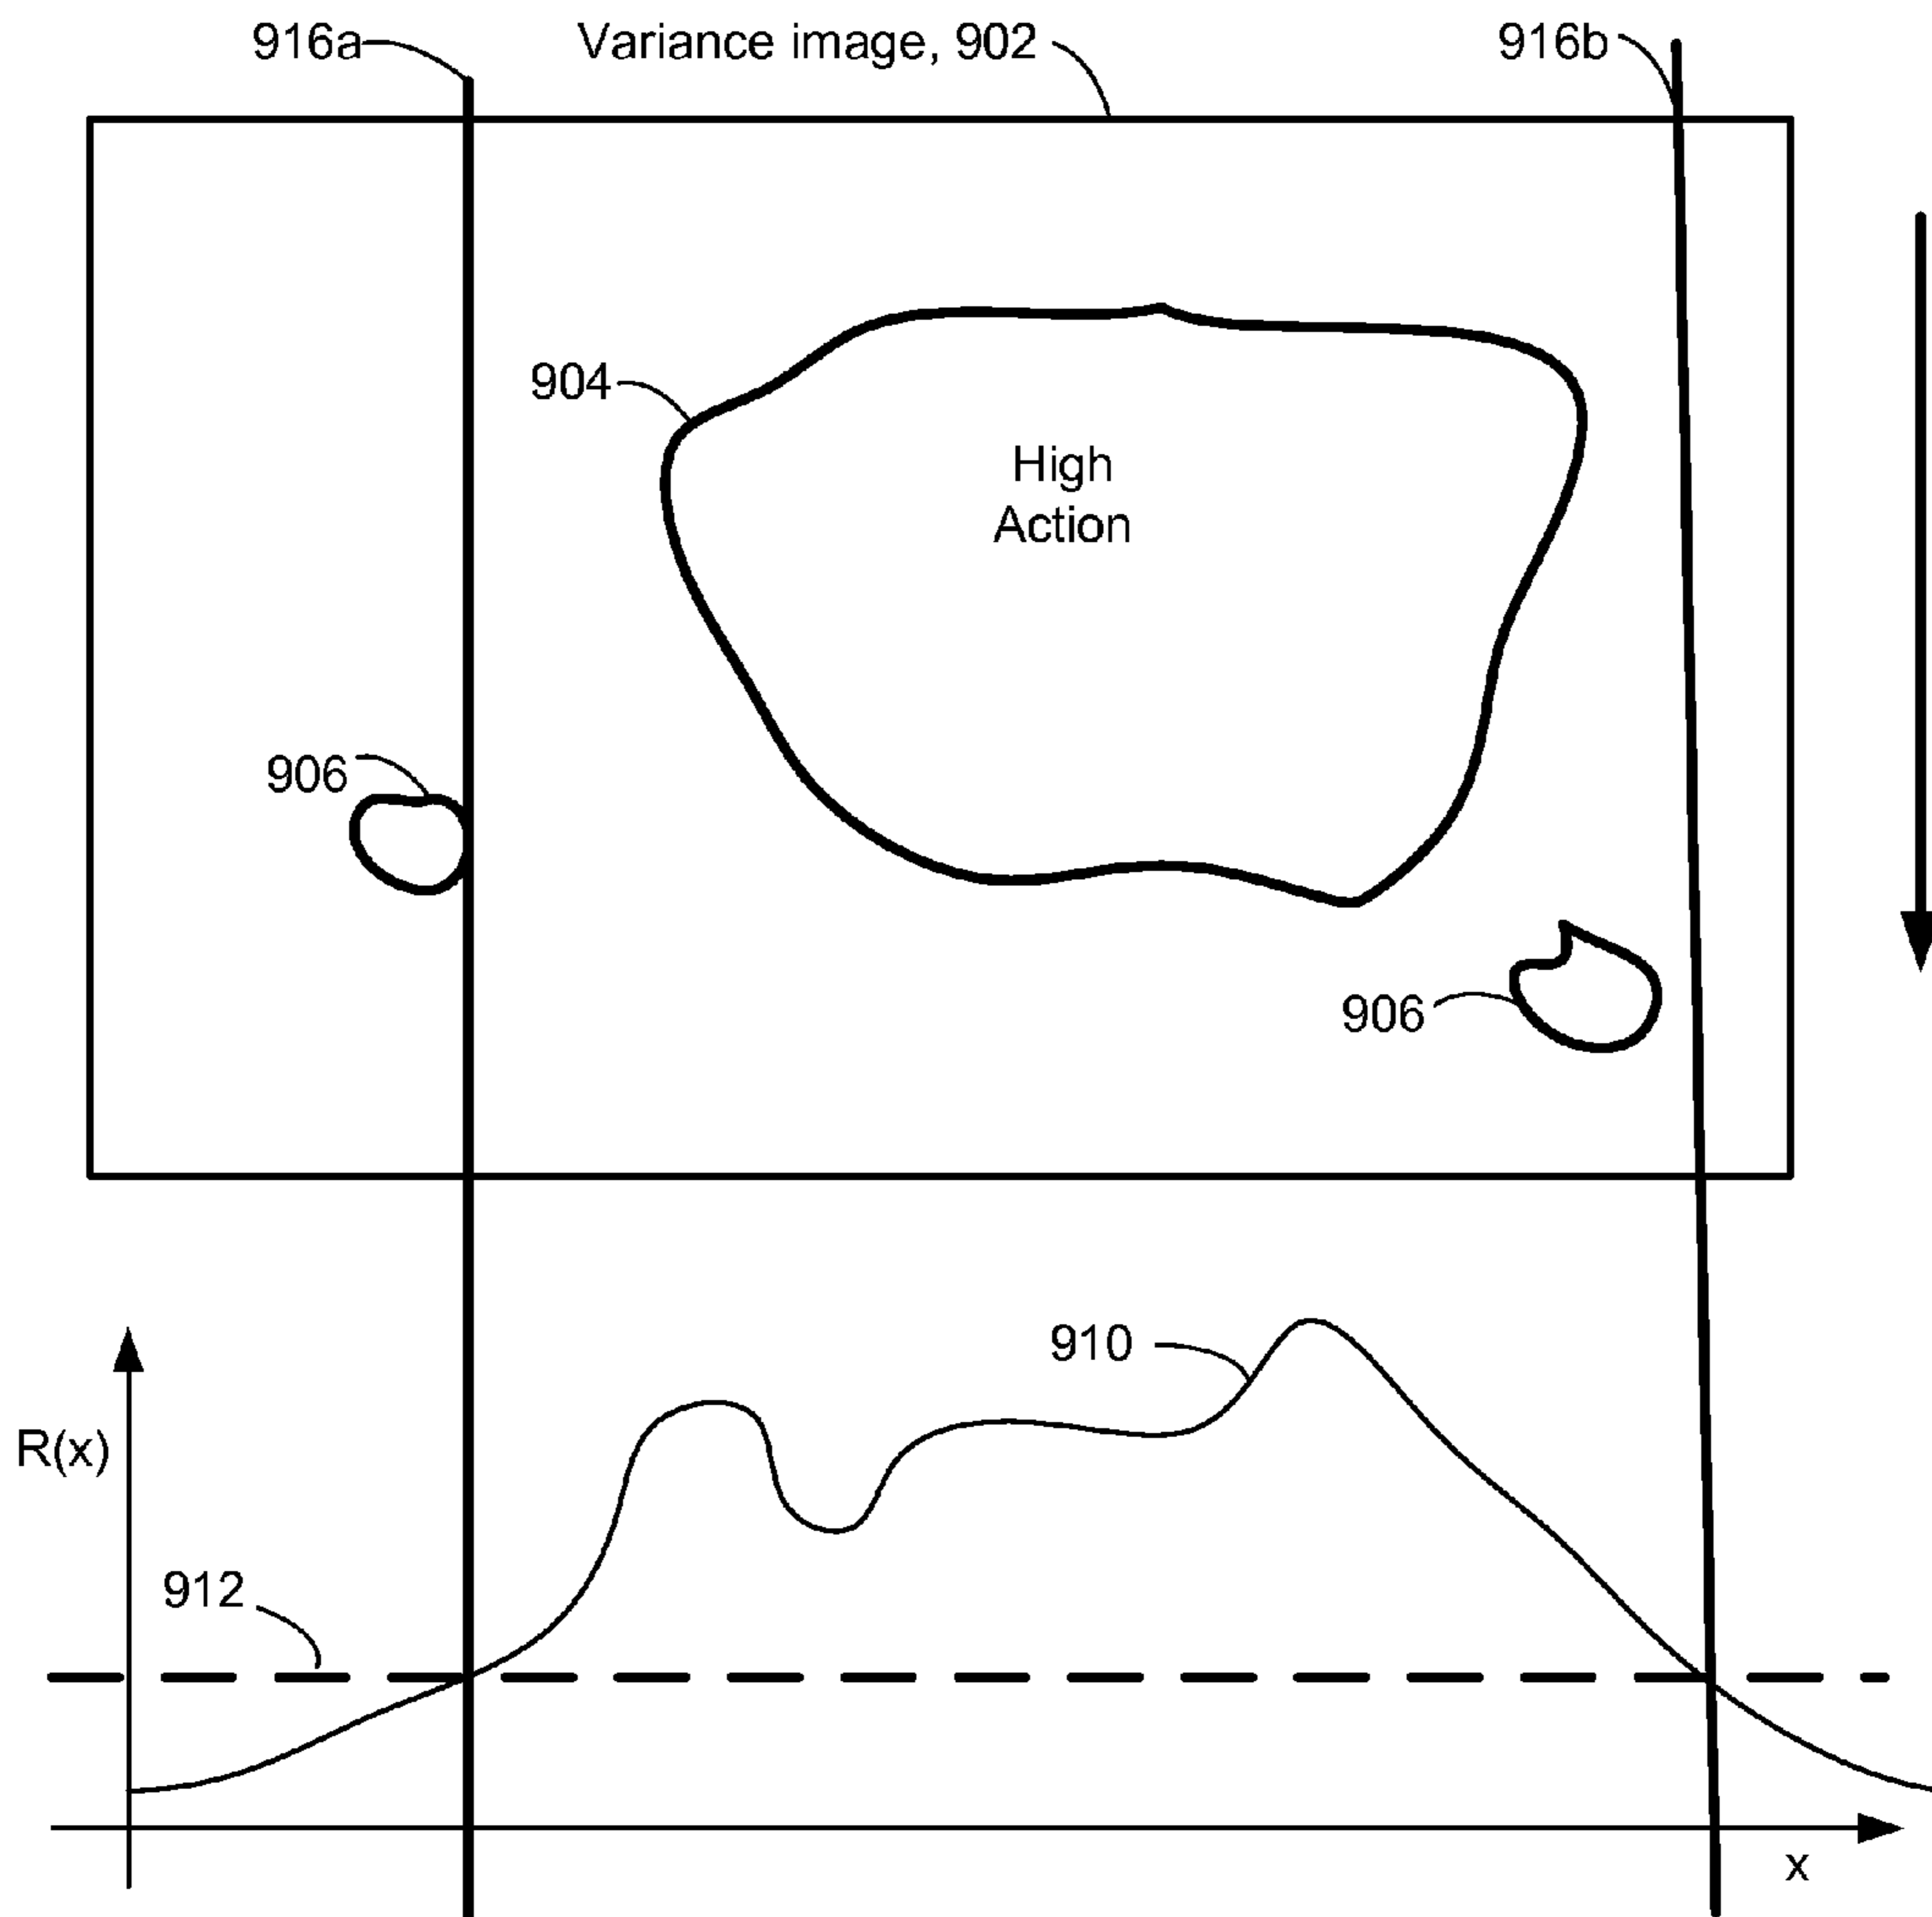 916a
Variance image, 902
916b
904
High
Action
906
906
910
R(x)
912
x